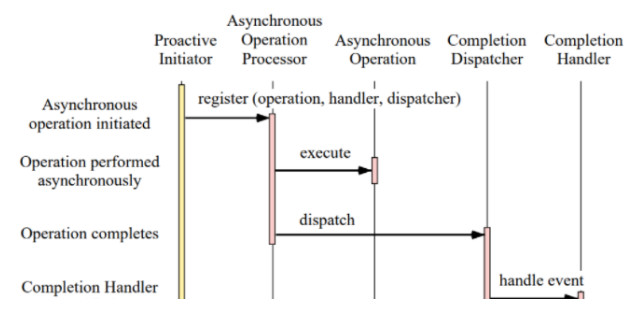 Proactive
Initiator
Asynchronous
Operation
Processor
Asynchronous
Operation
Completion
Dispatcher
Completion
Handler
Asynchronous
operation initiated
register (operation, handler, dispatcher)
Operation performed
asynchronously
execute
Operation completes
dispatch
Completion Handler
handle event